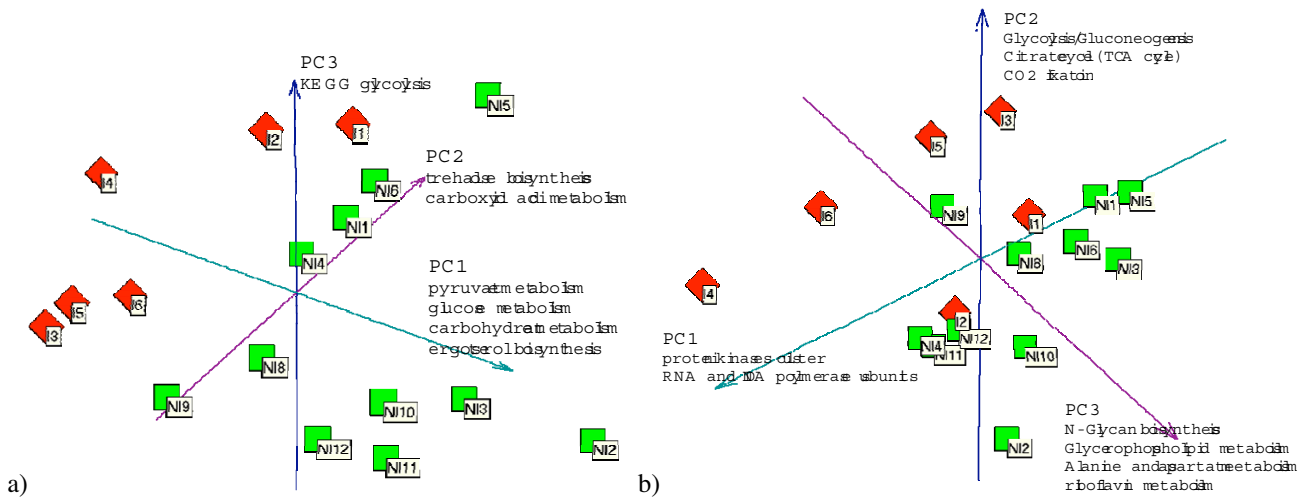 PC3
KEGG glycolysis
NI5
I2
I1
PC2
trehalose biosynthesis
carboxylic acid metabolism
I4
NI6
NI1
NI4
PC1
pyruvate metabolism
glucose metabolism
carbohydrate metabolism
ergosterol biosynthesis
I6
I5
I3
NI8
NI9
NI10
NI3
NI12
NI11
NI2
a)
PC2
Glycolysis/Gluconeogenesis
Citrate cycle (TCA cycle)
CO2 fixation
I3
I5
I6
NI9
I1
NI1
NI5
NI8
NI6
NI3
I4
I2
NI4
NI11
NI12
NI10
PC1
protein kinases cluster
RNA and DNA polymerase subunits
NI2
PC3
N-Glycan biosynthesis
Glycerophospholipid metabolism
Alanine and aspartate metabolism
riboflavin metabolism
b)